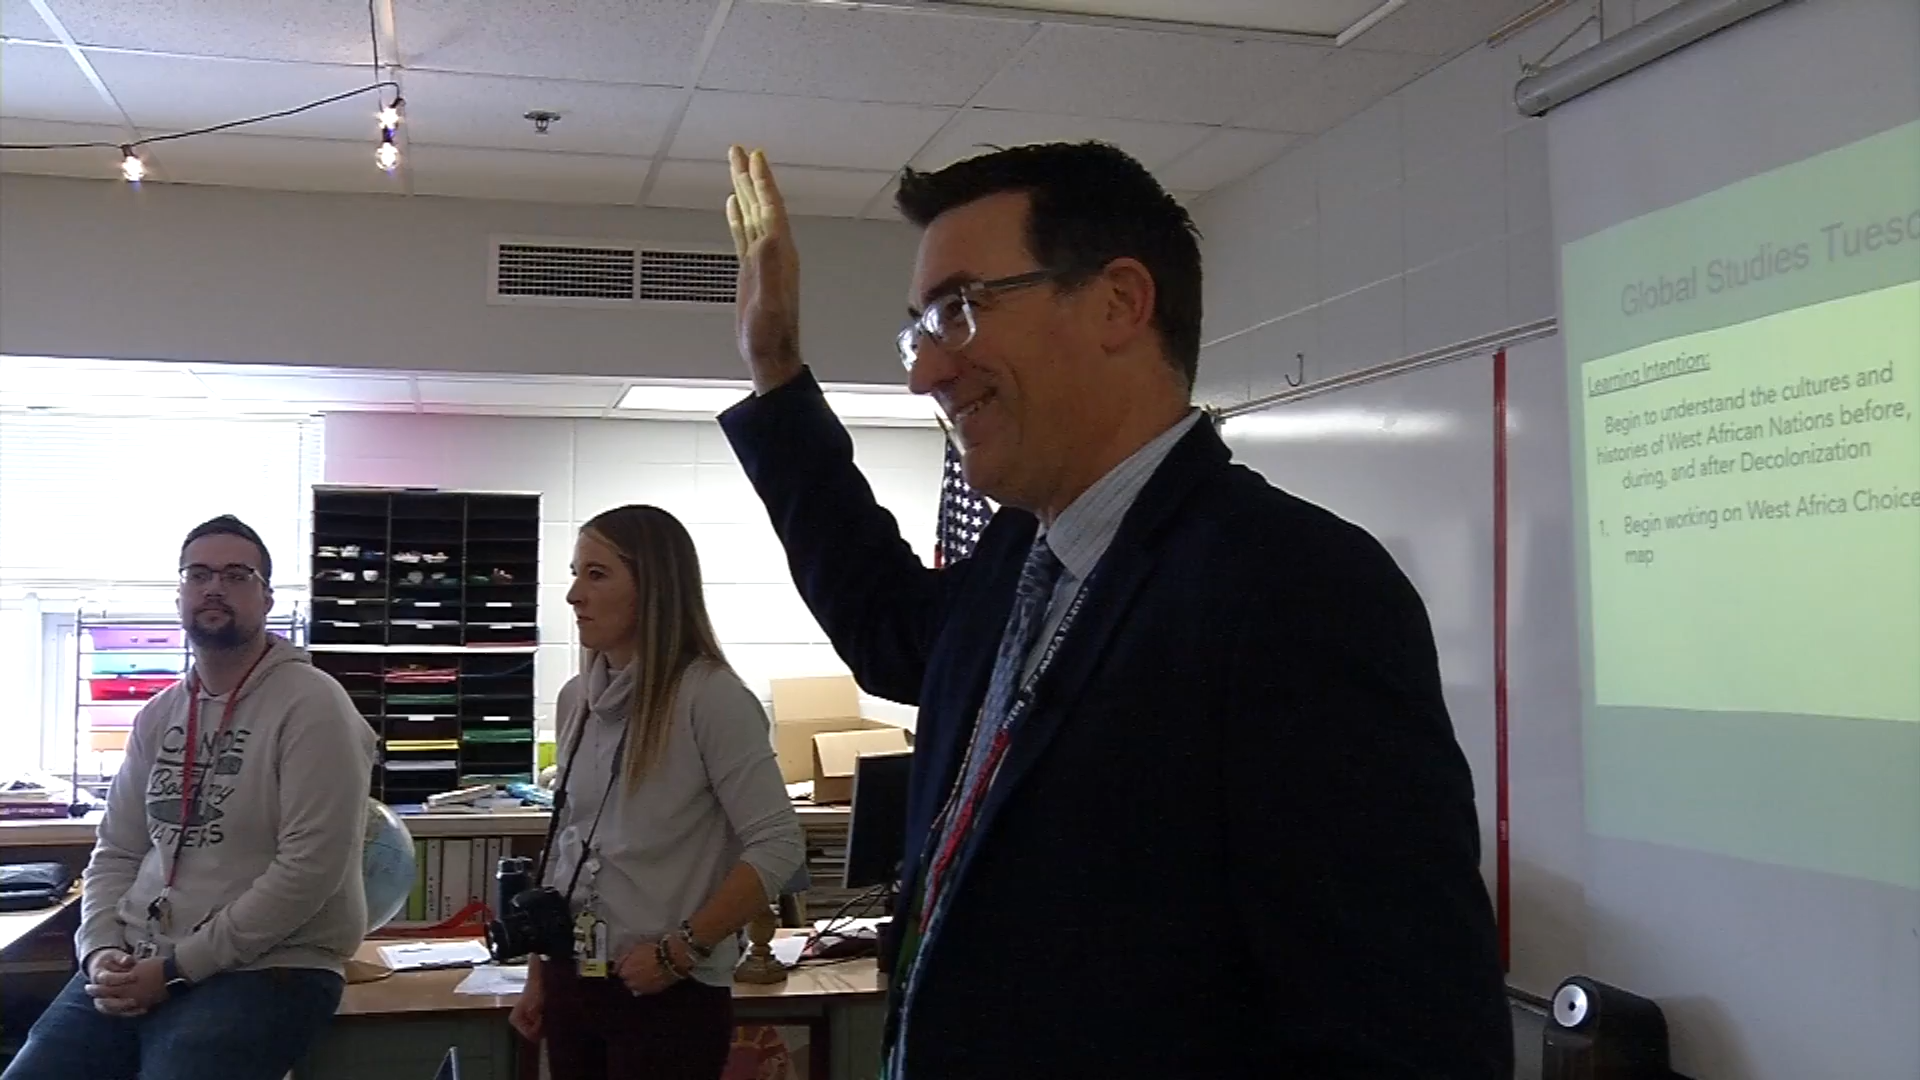 Global Studies
Learning Intention:
Begin to understand the cultures and
histories of West African Nations before,
during, and after Decolonization
1. Begin working on West Africa Choice
map
CANOE
Boundary
WATERS